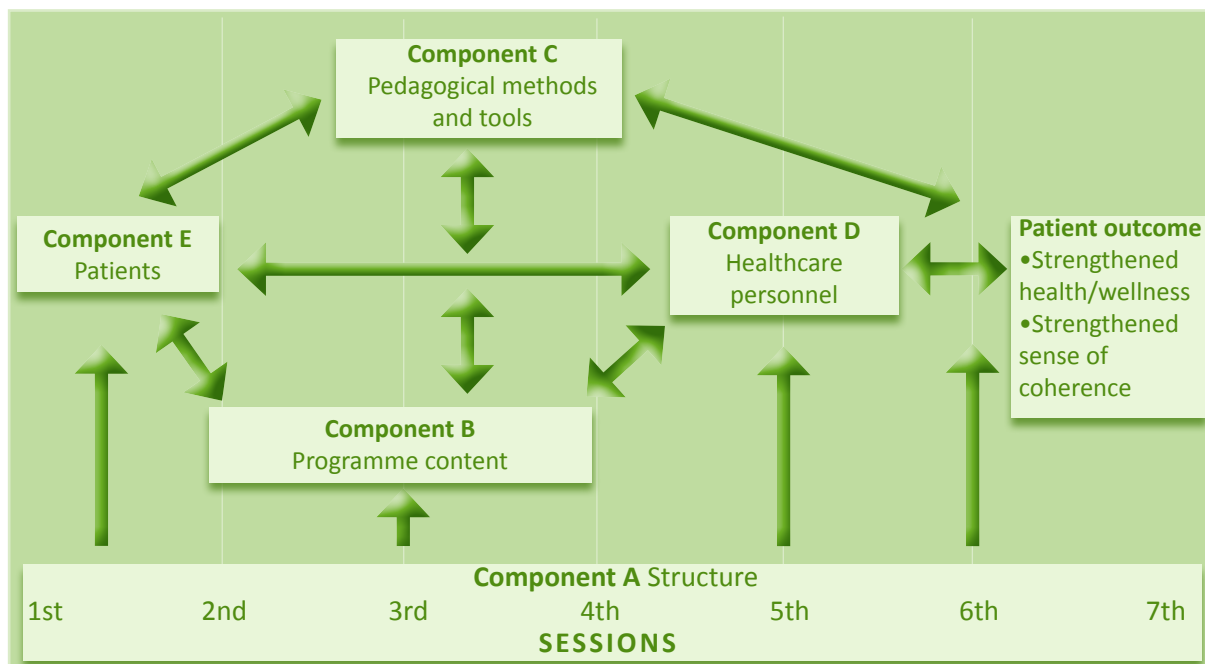 Component C
Pedagogical methods
and tools
Component E
Patients
Component D
Healthcare
personnel
Patient outcome
•Strengthened
health/wellness
•Strengthened
sense of
coherence
Component B
Programme content
Component A Structure
1st 2nd 3rd 4th 5th 6th 7th
SESSIONS